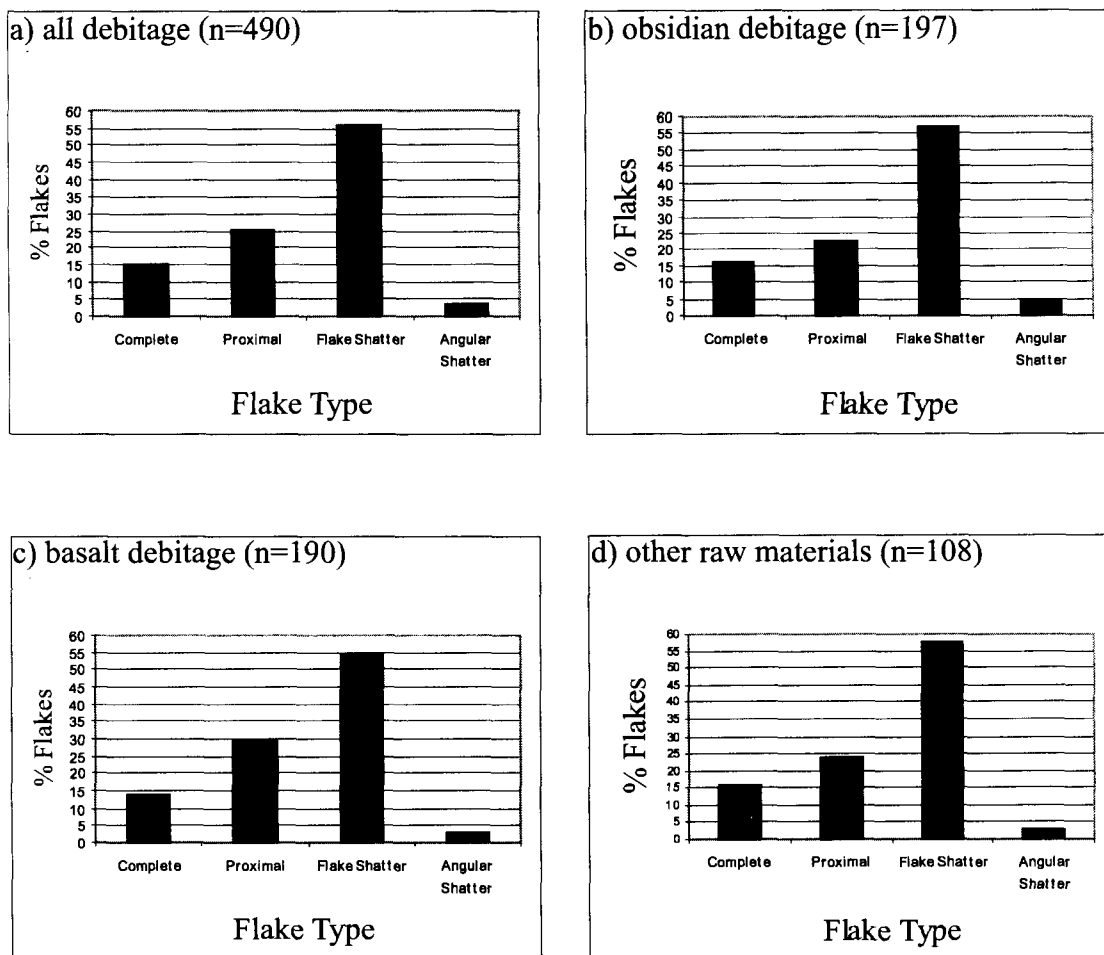 a) all debitage (n=490)
% Flakes
60
55
50
45
40
35
30
25
20
15
10
5
0
Complete Proximal Flake Shatter Angular
Shatter
Flake Type
b) obsidian debitage (n=197)
% Flakes
60
55
50
45
40
35
30
25
20
15
10
5
0
Complete Proximal Flake Shatter Angular
Shatter
Flake Type
c) basalt debitage (n=190)
% Flakes
60
55
50
45
40
35
30
25
20
15
10
5
0
Complete Proximal Flake Shatter Angular
Shatter
Flake Type
d) other raw materials (n=108)
% Flakes
60
55
50
45
40
35
30
25
20
15
10
5
0
Complete Proximal Flake Shatter Angular
Shatter
Flake Type